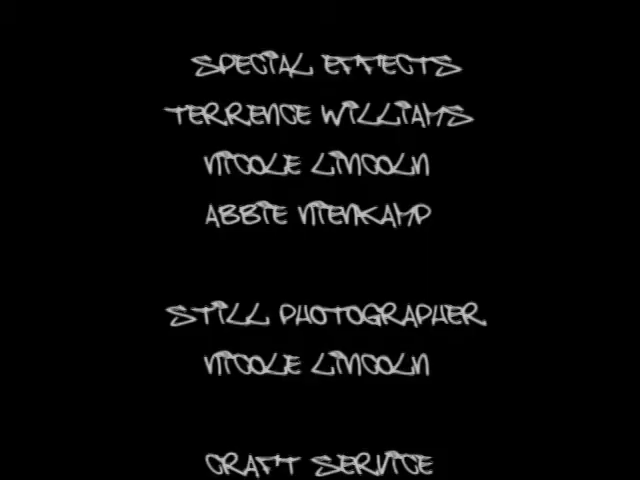 SPECIAL EFFECTS
TERRENCE WILLIAMS
NICOLE LINCOLN
ABBIE NIENKAMP
STILL PHOTOGRAPHER
NICOLE LINCOLN
CRAFT SERVICE